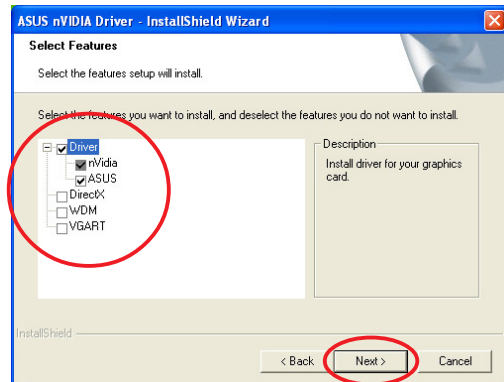 ASUS nVIDIA Driver - InstallShield Wizard
Select Features
Select the features setup will install.
Select the features you want to install, and deselect the features you do not want to install.
Driver
nVidia
ASUS
DirectX
WDM
VGART
Description
Install driver for your graphics
card.
InstallShield
< Back
Next >
Cancel